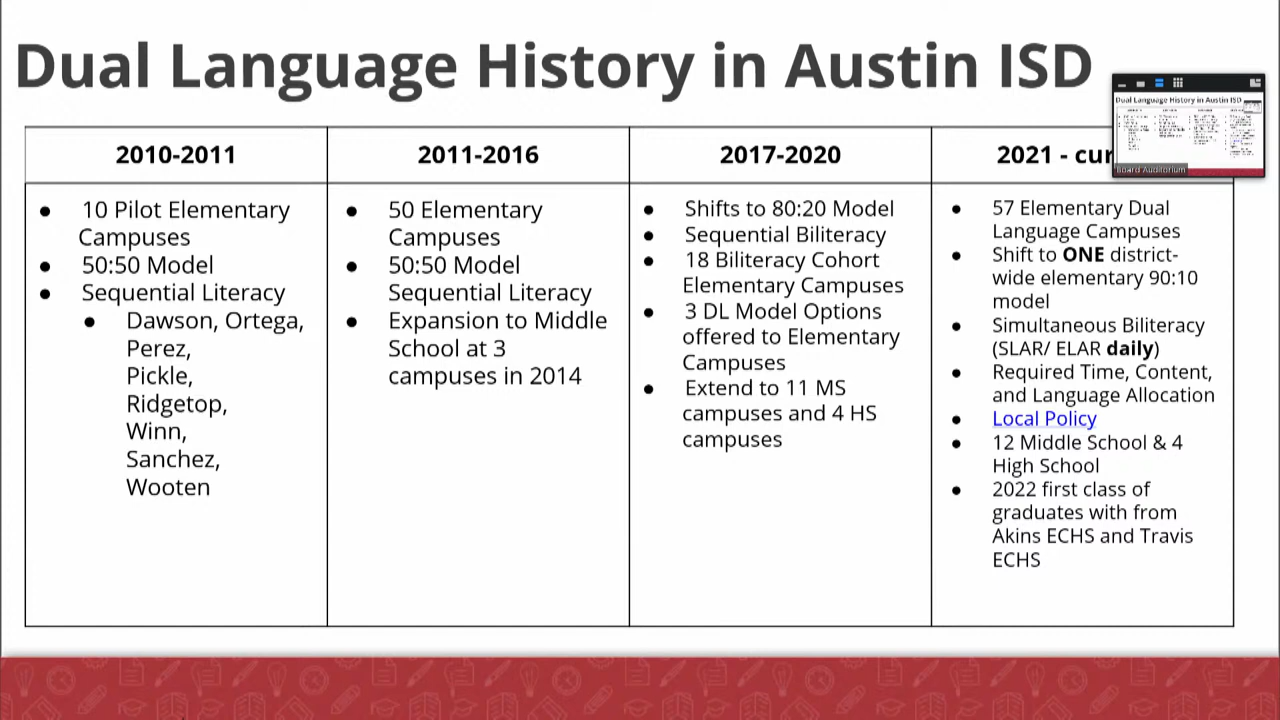 Dual Language History in Austin ISD
2010-2011
10 Pilot Elementary
Campuses
50:50 Model
Sequential Literacy
Dawson, Ortega,
Perez,
Pickle,
Ridgetop,
Winn,
Sanchez,
Wooten
2011-2016
50 Elementary
Campuses
50:50 Model
Sequential Literacy
Expansion to Middle
School at 3
campuses in 2014
2017-2020
Shifts to 80:20 Model
Sequential Biliteracy
18 Biliteracy Cohort
Elementary Campuses
3 DL Model Options
offered to Elementary
Campuses
Extend to 11 MS
campuses and 4 HS
campuses
2021 - cur
57 Elementary Dual
Language Campuses
Shift to ONE district-
wide elementary 90:10
model
Simultaneous Biliteracy
(SLAR/ ELAR daily)
Required Time, Content,
and Language Allocation
Local Policy
12 Middle School & 4
High School
2022 first class of
graduates with from
Akins ECHS and Travis
ECHS
Dual Language History in Austin ISD
Board Auditorium